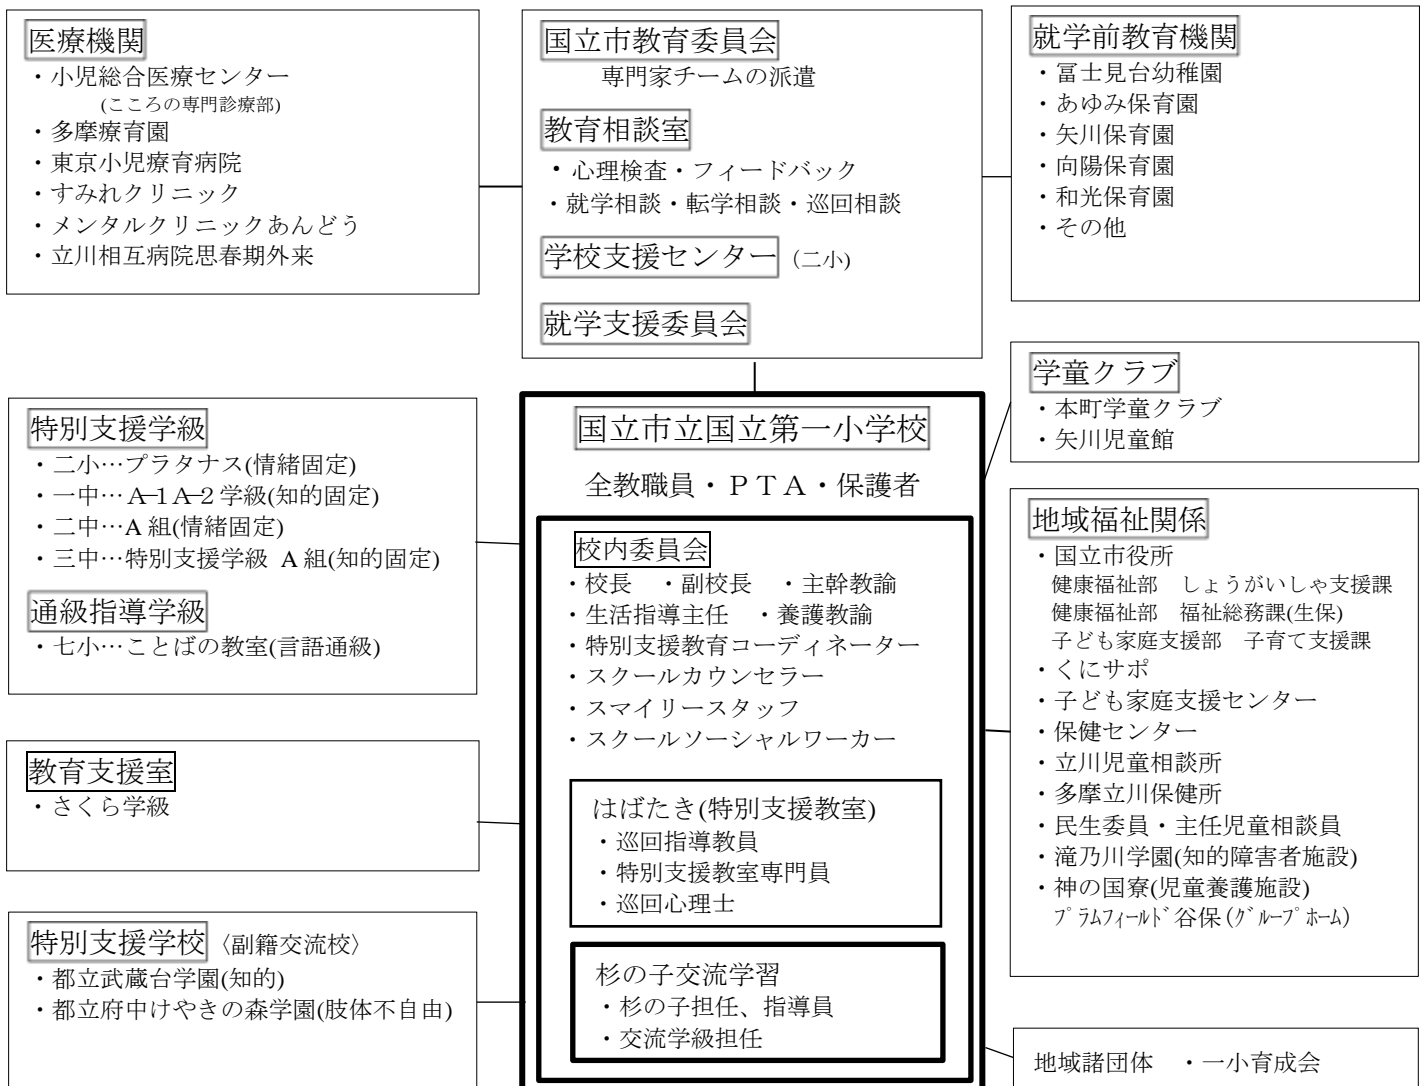 医療機関
・小児総合医療センター
(こころの専門診療部)
・多摩療育園
・東京小児療育病院
・すみれクリニック
・メンタルクリニックあんどう
・立川相互病院思春期外来
国立市教育委員会
専門家チームの派遣
教育相談室
・心理検査・フィードバック
・就学相談・転学相談・巡回相談
学校支援センター（二小)
就学支援委員会
就学前教育機関
・冨士見台幼稚園
・あゆみ保育園
・矢川保育園
・向陽保育園
・和光保育園
・その他
特別支援学級
・二小…プラタナス(情緒固定)
・一中…A-1 A-2 学級(知的固定)
・二中…A 組(情緒固定)
・三中…特別支援学級 A 組(知的固定)
通級指導学級
・七小…ことばの教室(言語通級)
教育支援室
・さくら学級
特別支援学校〈副籍交流校〉
・都立武蔵台学園(知的)
・都立府中けやきの森学園(肢体不自由)
国立市立国立第一小学校
全教職員・ＰＴＡ・保護者
校内委員会
・校長　・副校長　・主幹教諭
・生活指導主任　・養護教諭
・特別支援教育コーディネーター
・スクールカウンセラー
・スマイリースタッフ
・スクールソーシャルワーカー
はばたき(特別支援教室)
・巡回指導教員
・特別支援教室専門員
・巡回心理士
杉の子交流学習
・杉の子担任、指導員
・交流学級担任
学童クラブ
・本町学童クラブ
・矢川児童館
地域福祉関係
・国立市役所
健康福祉部　しょうがいしゃ支援課
健康福祉部　福祉総務課(生保)
子ども家庭支援部　子育て支援課
・くにサポ
・子ども家庭支援センター
・保健センター
・立川児童相談所
・多摩立川保健所
・民生委員・主任児童相談員
・滝乃川学園(知的障害者施設)
・神の国寮(児童養護施設)
ﾌﾟﾗﾑﾌｨｰﾙﾄﾞ谷保(ｸﾞﾙｰﾌﾟﾎｰﾑ)
地域諸団体　・一小育成会